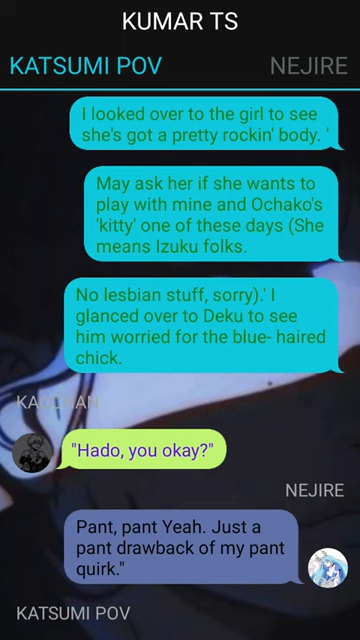 KUMAR TS
KATSUMI POV
NEJIRE
I looked over to the girl to see
she's got a pretty rockin' body. '
May ask her if she wants to
play with mine and Ochako's
'kitty' one of these days (She
means Izuku folks.
No lesbian stuff, sorry).' I
glanced over to Deku to see
him worried for the blue- haired
chick.
"Hado, you okay?"
NEJIRE
Pant, pant Yeah. Just a
pant drawback of my pant
quirk."
KATSUMI POV